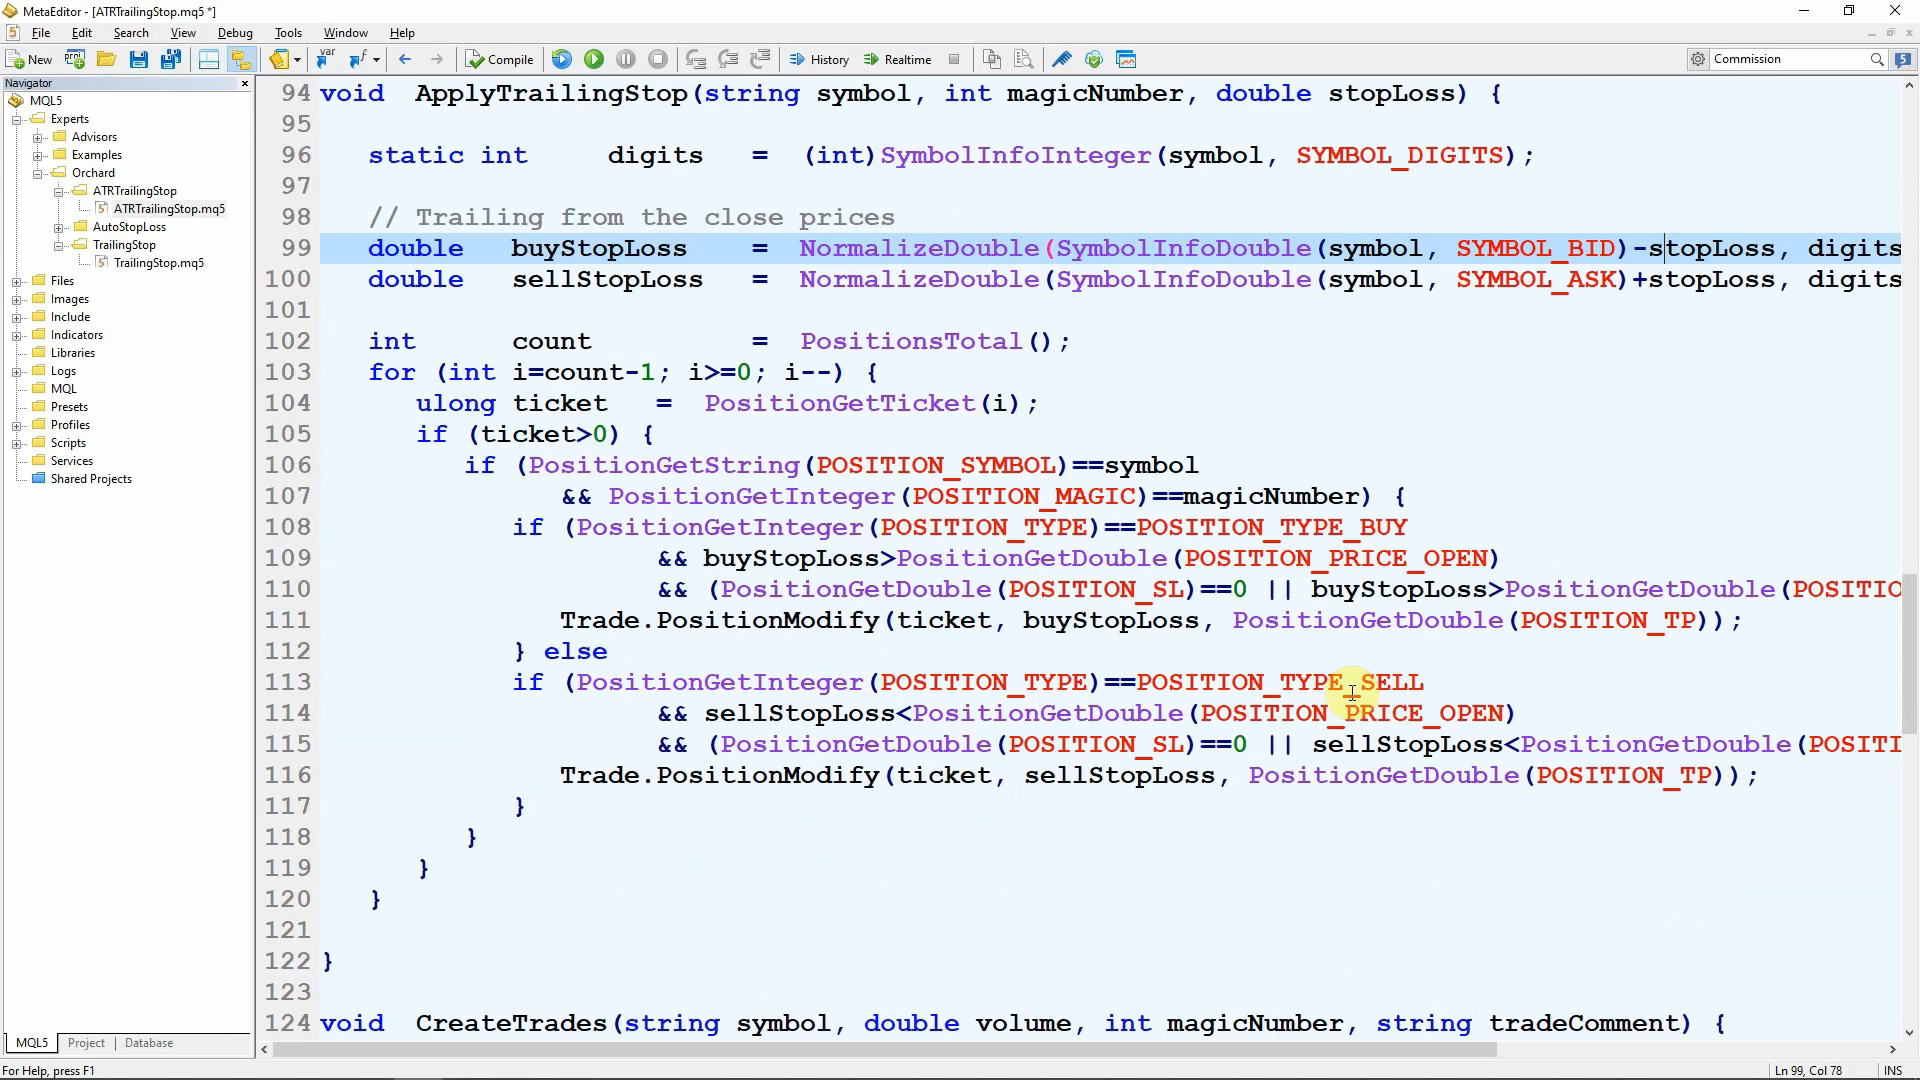 MetaEditor - [ATRTrailingStop.mq5 *]
File Edit Search View Debug Tools Window Help
New Compile History Realtime Commission
Navigator
MQL5
Experts
Advisors
Examples
Orchard
ATRTrailingStop
ATRTrailingStop.mq5
AutoStopLoss
TrailingStop
TrailingStop.mq5
Files
Images
Include
Indicators
Libraries
Logs
MQL
Presets
Profiles
Scripts
Services
Shared Projects
MQL5 Project Database
94 void ApplyTrailingStop(string symbol, int magicNumber, double stopLoss) {
95
96 static int digits = (int)SymbolInfoInteger(symbol, SYMBOL_DIGITS);
97
98 // Trailing from the close prices
99 double buyStopLoss = NormalizeDouble(SymbolInfoDouble(symbol, SYMBOL_BID)-stopLoss, digits
100 double sellStopLoss = NormalizeDouble(SymbolInfoDouble(symbol, SYMBOL_ASK)+stopLoss, digits
101
102 int count = PositionsTotal();
103 for (int i=count-1; i>=0; i--) {
104 ulong ticket = PositionGetTicket(i);
105 if (ticket>0) {
106 if (PositionGetString(POSITION_SYMBOL)==symbol
107 && PositionGetInteger(POSITION_MAGIC)==magicNumber) {
108 if (PositionGetInteger(POSITION_TYPE)==POSITION_TYPE_BUY
109 && buyStopLoss>PositionGetDouble(POSITION_PRICE_OPEN)
110 && (PositionGetDouble(POSITION_SL)==0 || buyStopLoss>PositionGetDouble(POSITIO
111 Trade.PositionModify(ticket, buyStopLoss, PositionGetDouble(POSITION_TP));
112 } else
113 if (PositionGetInteger(POSITION_TYPE)==POSITION_TYPE_SELL
114 && sellStopLoss<PositionGetDouble(POSITION_PRICE_OPEN)
115 && (PositionGetDouble(POSITION_SL)==0 || sellStopLoss<PositionGetDouble(POSITI
116 Trade.PositionModify(ticket, sellStopLoss, PositionGetDouble(POSITION_TP));
117 }
118 }
119 }
120 }
121
122 }
123
124 void CreateTrades(string symbol, double volume, int magicNumber, string tradeComment) {
For Help, press F1 Ln 99, Col 78 INS